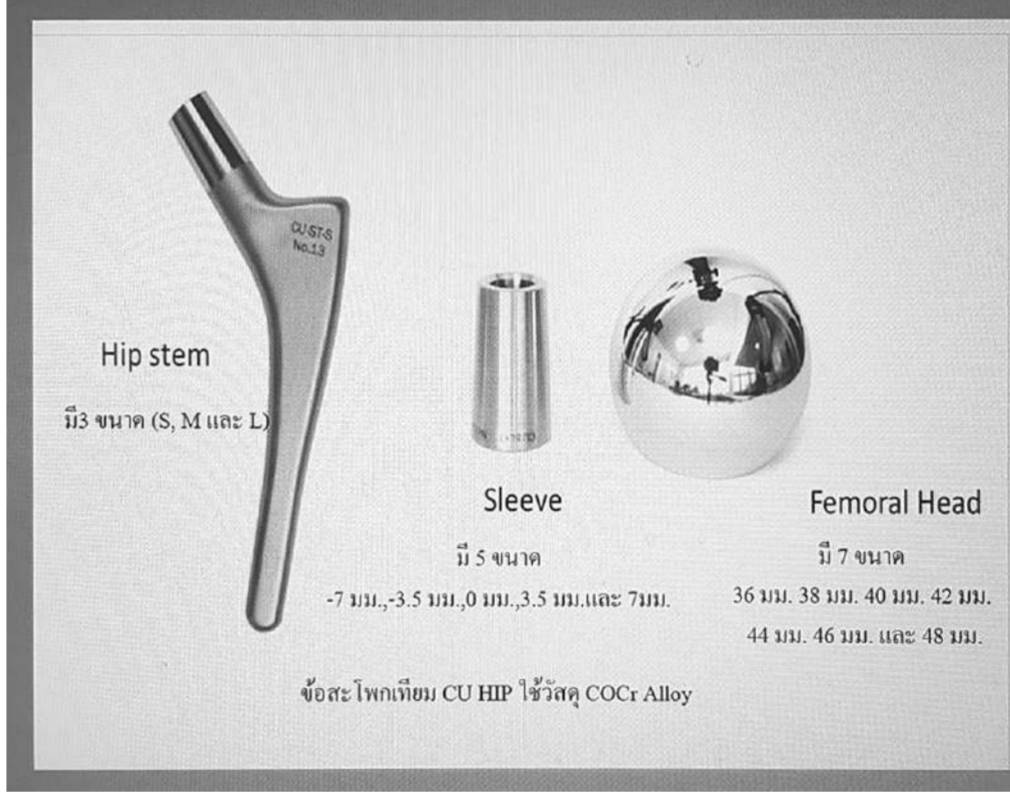 CU-ST-S
No.13
Hip stem
มี3 ขนาด (S, M และ L)
Sleeve
มี 5 ขนาด
-7 มม.,-3.5 มม.,0 มม.,3.5 มม.และ 7มม.
Femoral Head
มี 7 ขนาด
36 มม. 38 มม. 40 มม. 42 มม.
44 มม. 46 มม. และ 48 มม.
ข้อสะโพกเทียม CU HIP ใช้วัสดุ COCr Alloy